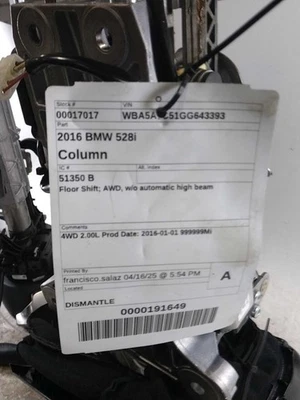 Stock # VIN
00017017 WBA5A7C51GG643393
Part
2016 BMW 528i
Column
IC # Alt. Index
51350 B
Floor Shift; AWD, w/o automatic high beam
Comments
4WD 2.00L Prod Date: 2016-01-01 999999Mi
Printed By
francisco.salaz 04/16/25 @ 5:54 PM
A
Located
DISMANTLE
0000191649